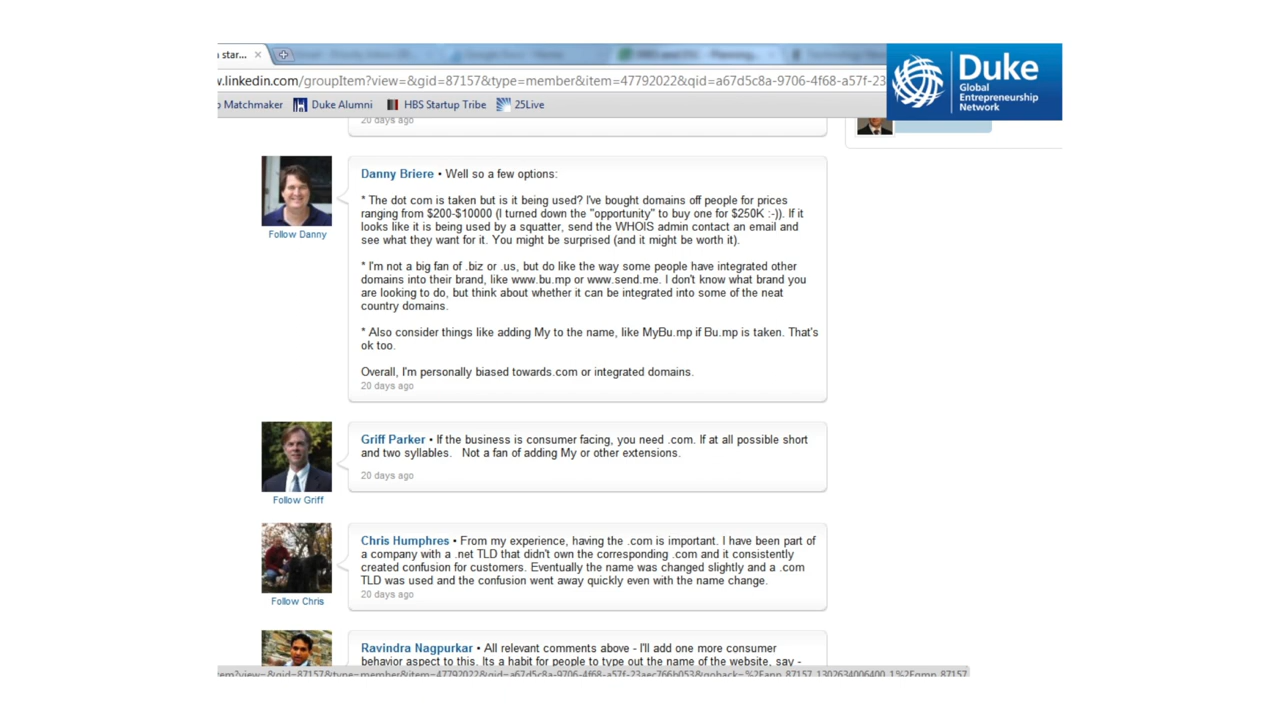 star...
w.linkedin.com/groupItem?view=&gid=87157&type=member&item=47792022&qid=a67d5c8a-9706-4f68-a57f-23
Duke
Global
Entrepreneurship
Network
Matchmaker Duke Alumni HBS Startup Tribe 25Live
20 days ago
Danny Briere • Well so a few options:
* The dot com is taken but is it being used? I've bought domains off people for prices
ranging from $200-$10000 (I turned down the "opportunity" to buy one for $250K :-)). If it
looks like it is being used by a squatter, send the WHOIS admin contact an email and
see what they want for it. You might be surprised (and it might be worth it).
Follow Danny
* I'm not a big fan of .biz or .us, but do like the way some people have integrated other
domains into their brand, like www.bu.mp or www.send.me. I don't know what brand you
are looking to do, but think about whether it can be integrated into some of the neat
country domains.
* Also consider things like adding My to the name, like MyBu.mp if Bu.mp is taken. That's
ok too.
Overall, I'm personally biased towards.com or integrated domains.
20 days ago
Griff Parker • If the business is consumer facing, you need .com. If at all possible short
and two syllables. Not a fan of adding My or other extensions.
20 days ago
Follow Griff
Chris Humphres • From my experience, having the .com is important. I have been part of
a company with a .net TLD that didn't own the corresponding .com and it consistently
created confusion for customers. Eventually the name was changed slightly and a .com
TLD was used and the confusion went away quickly even with the name change.
20 days ago
Follow Chris
Ravindra Nagpurkar • All relevant comments above - I'll add one more consumer
behavior aspect to this. Its a habit for people to type out the name of the website, say -